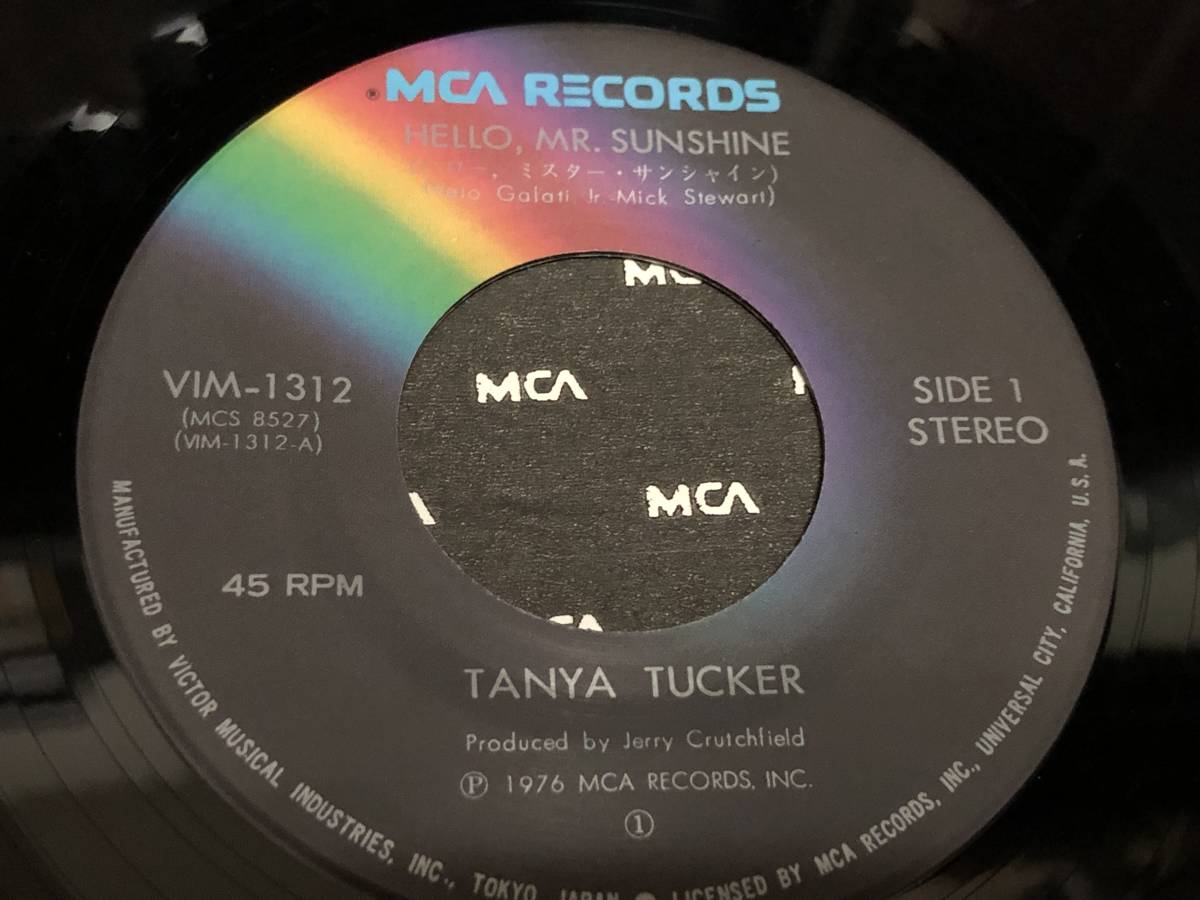 ® MCA RECORDS
HELLO, MR. SUNSHINE
ミスター・サンシャイン)
Galati Jr.-Mick Stewart)
VIM-1312
(MCS 8527)
(VIM-1312-A)
SIDE 1
STEREO
45 RPM
MCA
MCA
TANYA TUCKER
Produced by Jerry Crutchfield
Ⓟ 1976 MCA RECORDS, INC.
①
MANUFACTURED BY VICTOR MUSICAL INDUSTRIES, INC., TOKYO, JAPAN ● LICENSED BY MCA RECORDS, INC., UNIVERSAL CITY, CALIFORNIA, U.S.A.